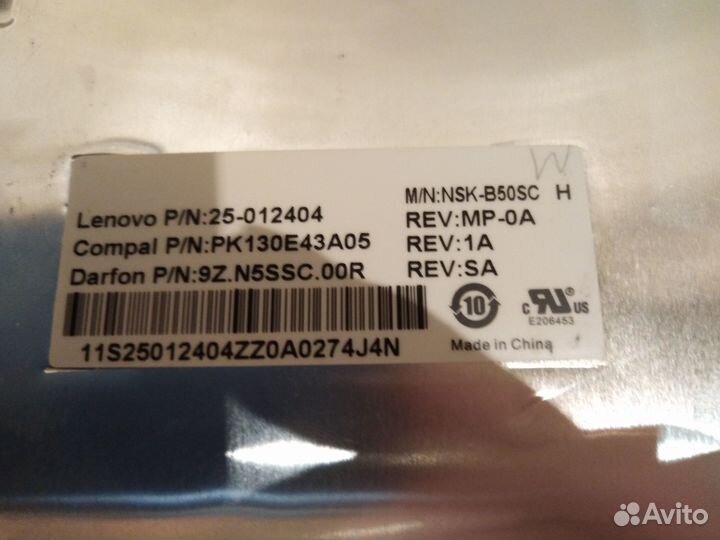 W
M/N:NSK-B50SC H
Lenovo P/N:25-012404 REV:MP-0A
Compal P/N:PK130E43A05 REV:1A
Darfon P/N:9Z.N5SSC.00R REV:SA
10
c RU US
E206453
11S25012404ZZ0A0274J4N
Made in China
Avito